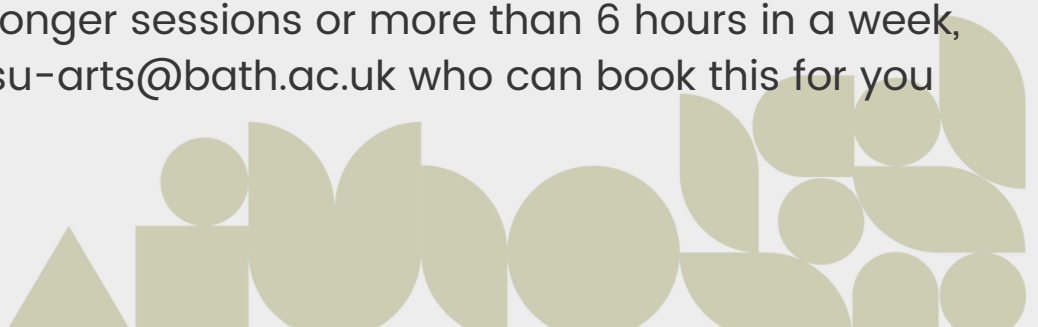 onger sessions or more than 6 hours in a week,
su-arts@bath.ac.uk who can book this for you